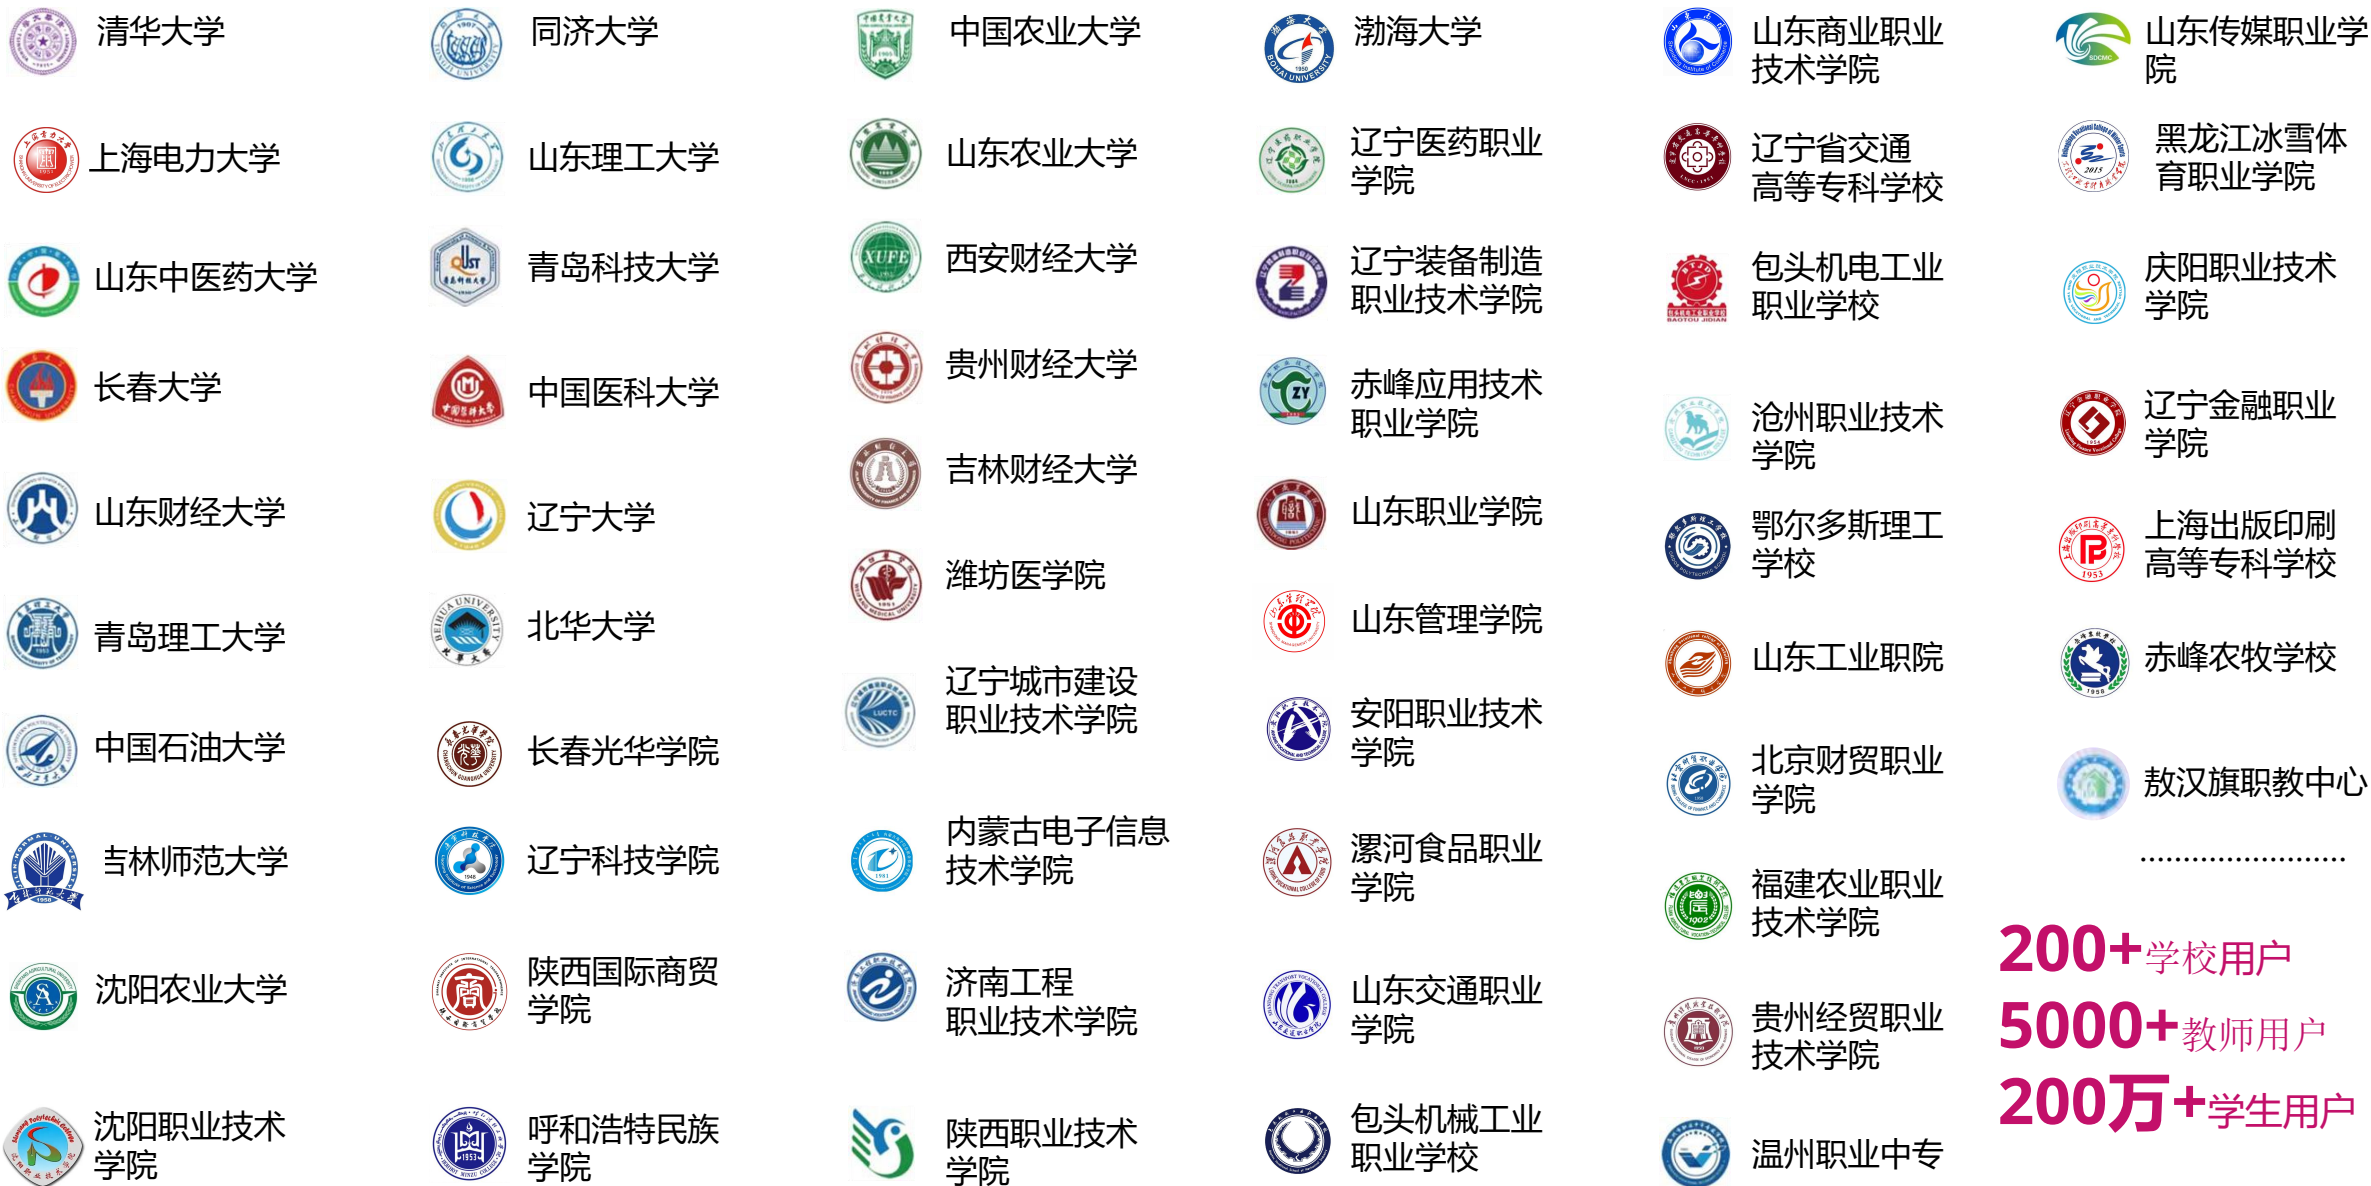 清华大学
上海电力大学
山东中医药大学
长春大学
山东财经大学
青岛理工大学
中国石油大学
吉林师范大学
沈阳农业大学
沈阳职业技术
学院
同济大学
山东理工大学
青岛科技大学
中国医科大学
辽宁大学
北华大学
长春光华学院
辽宁科技学院
陕西国际商贸
学院
呼和浩特民族
学院
中国农业大学
山东农业大学
西安财经大学
贵州财经大学
吉林财经大学
潍坊医学院
辽宁城市建设
职业技术学院
内蒙古电子信息
技术学院
济南工程
职业技术学院
陕西职业技术
学院
渤海大学
辽宁医药职业
学院
辽宁装备制造
职业技术学院
赤峰应用技术
职业学院
山东职业学院
山东管理学院
安阳职业技术
学院
漯河食品职业
学院
山东交通职业
学院
包头机械工业
职业学校
山东商业职业
技术学院
辽宁省交通
高等专科学校
包头机电工业
职业学校
沧州职业技术
学院
鄂尔多斯理工
学校
山东工业职院
北京财贸职业
学院
福建农业职业
技术学院
贵州经贸职业
技术学院
温州职业中专
山东传媒职业学
院
黑龙江冰雪体
育职业学院
庆阳职业技术
学院
辽宁金融职业
学院
上海出版印刷
高等专科学校
赤峰农牧学校
敖汉旗职教中心
........................
200+学校用户
5000+教师用户
200万+学生用户